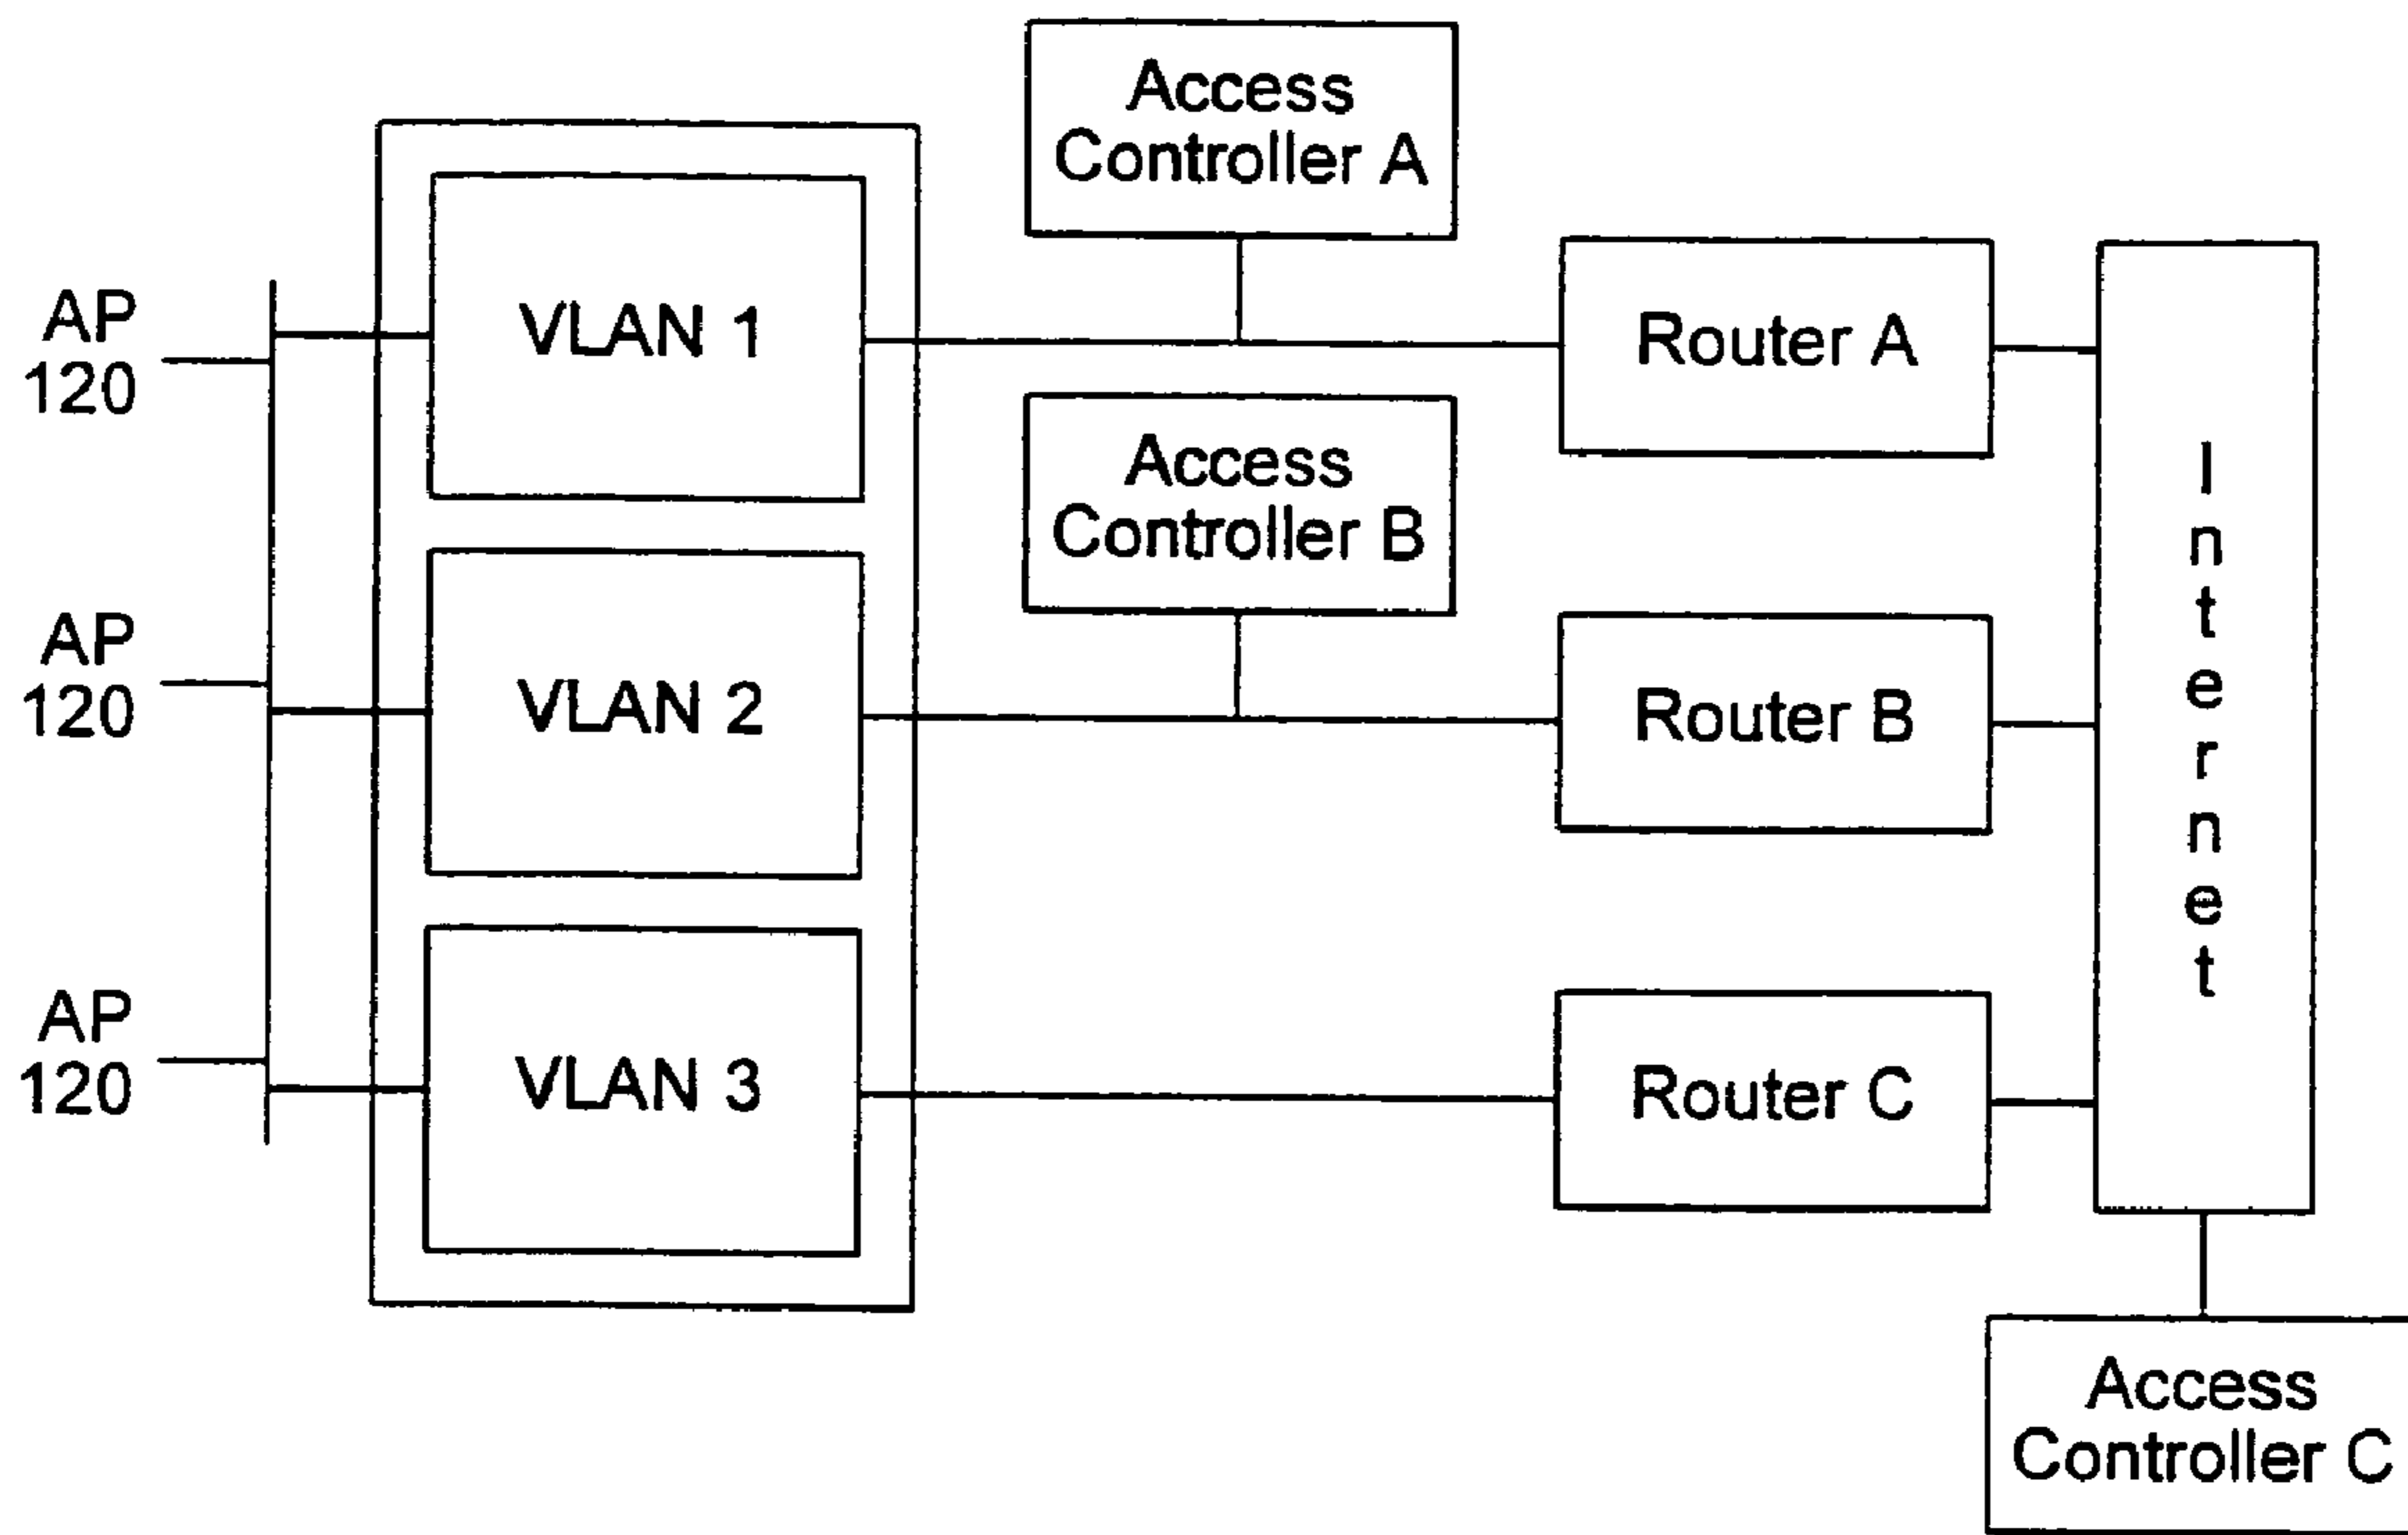 Access
Controller A
AP
120
VLAN 1
Router A
Access
Controller B
AP
120
VLAN 2
Router B
Internet
AP
120
VLAN 3
Router C
Access
Controller C